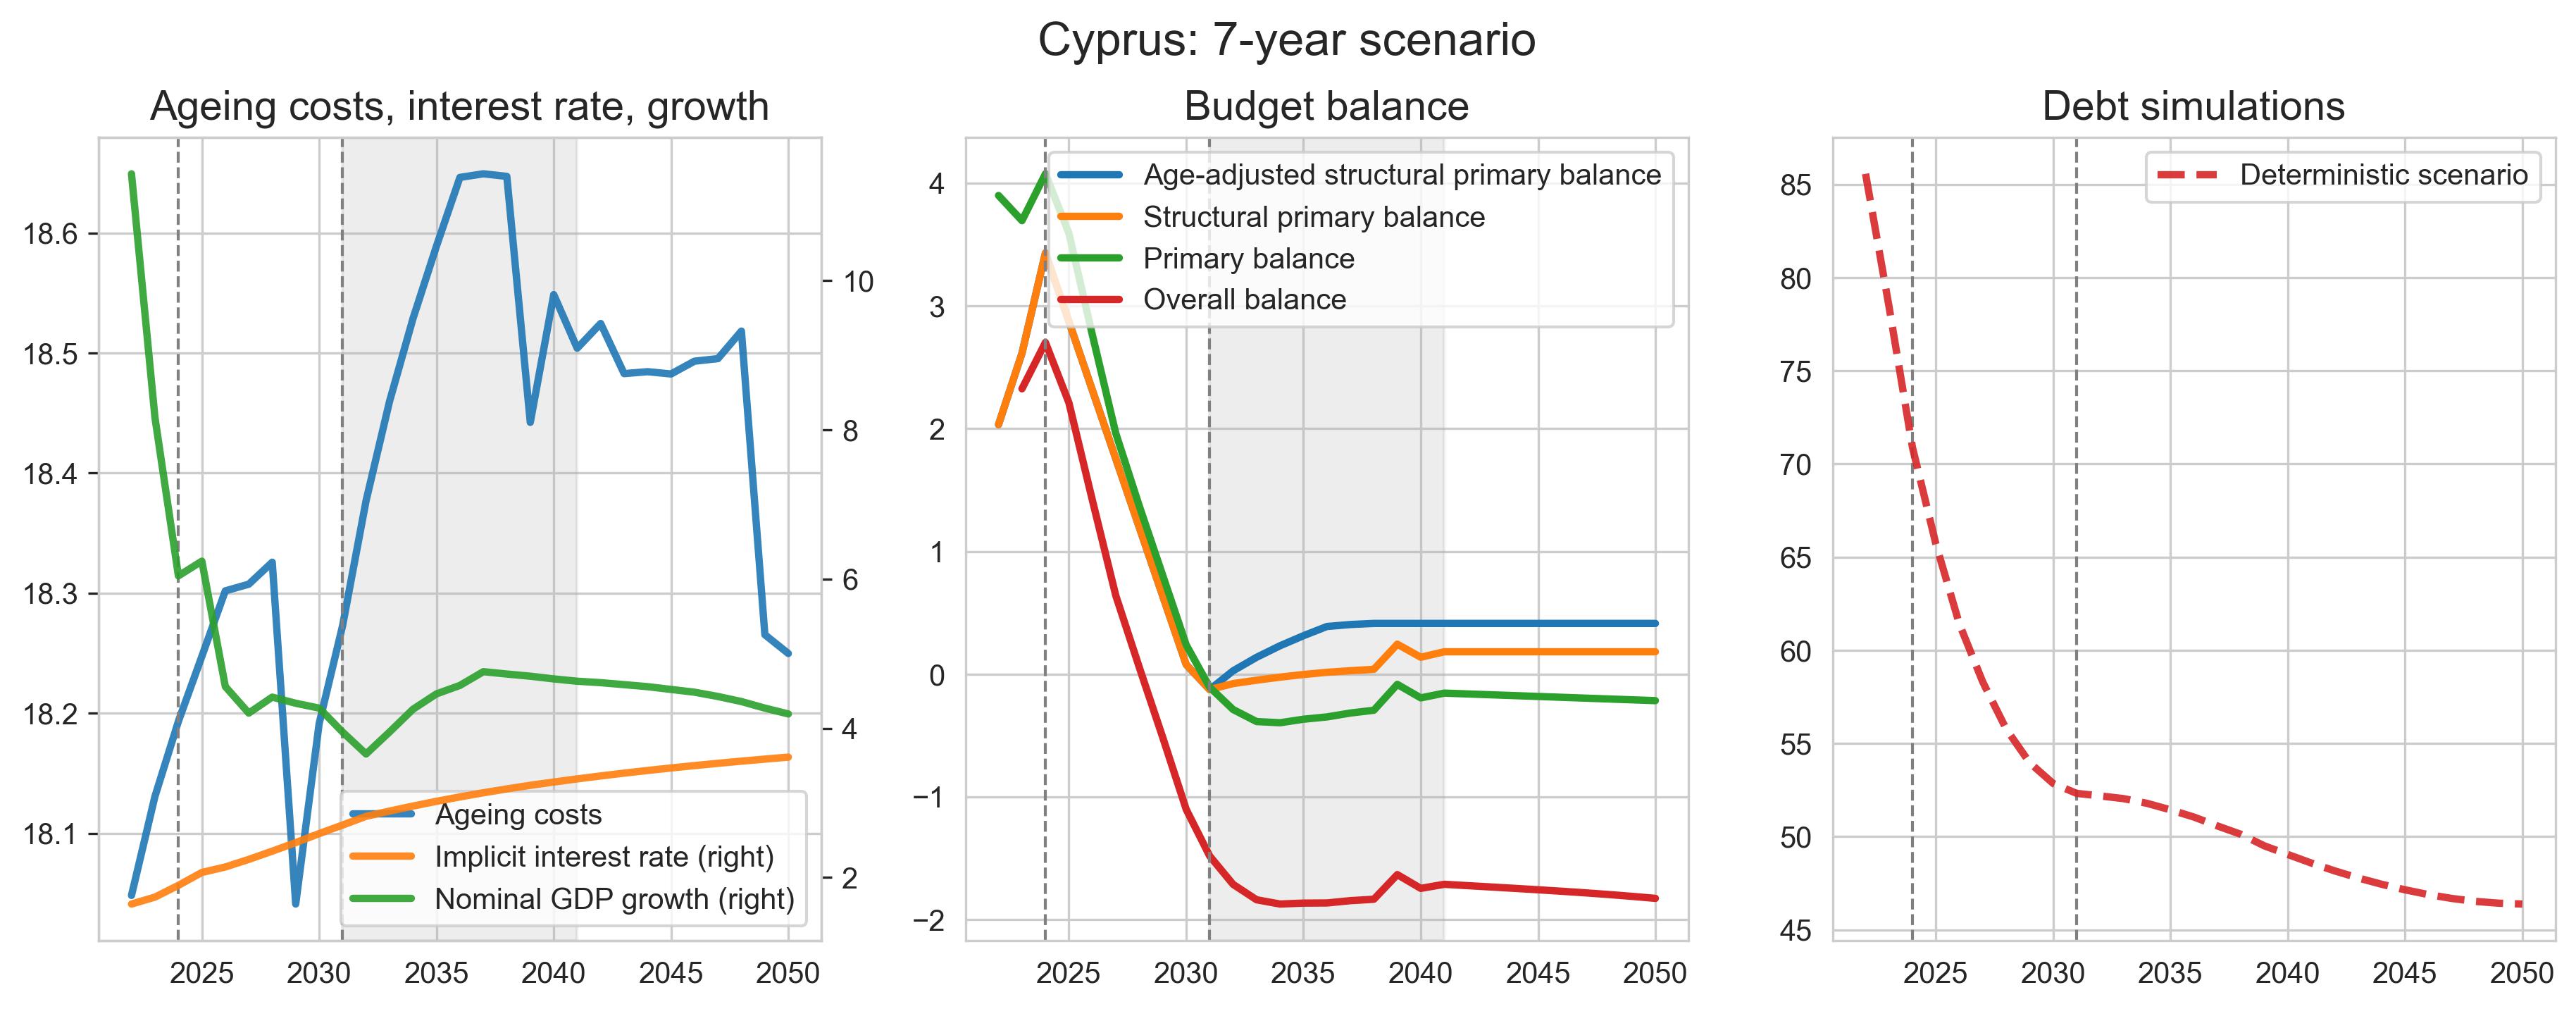 Cyprus: 7-year scenario
Ageing costs, interest rate, growth
18.6
18.5
18.4
18.3
18.2
18.1
10
8
6
4
2
Ageing costs
Implicit interest rate (right)
Nominal GDP growth (right)
2025 2030 2035 2040 2045 2050
Budget balance
4
3
2
1
0
−1
−2
Age-adjusted structural primary balance
Structural primary balance
Primary balance
Overall balance
2025 2030 2035 2040 2045 2050
Debt simulations
85
80
75
70
65
60
55
50
45
Deterministic scenario
2025 2030 2035 2040 2045 2050